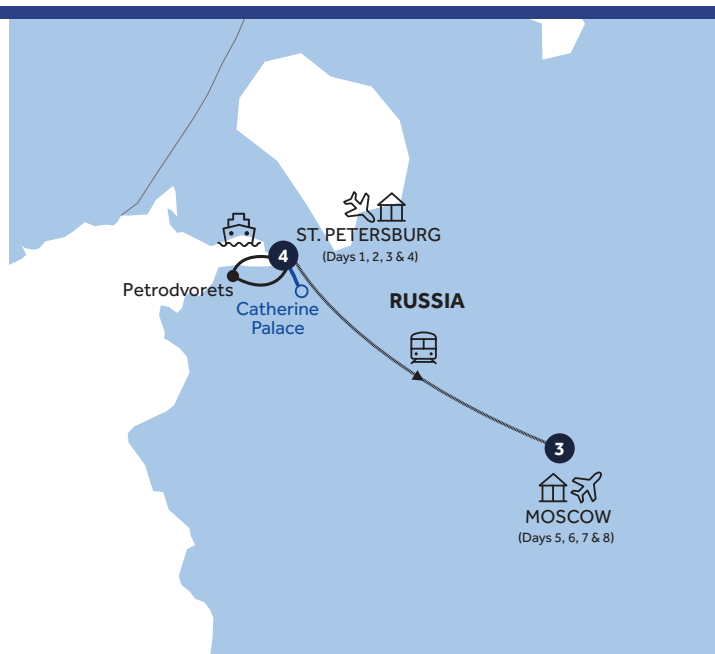 ST. PETERSBURG
(Days 1, 2, 3 & 4)
4
Petrodvorets
Catherine
Palace
RUSSIA
3
MOSCOW
(Days 5, 6, 7 & 8)